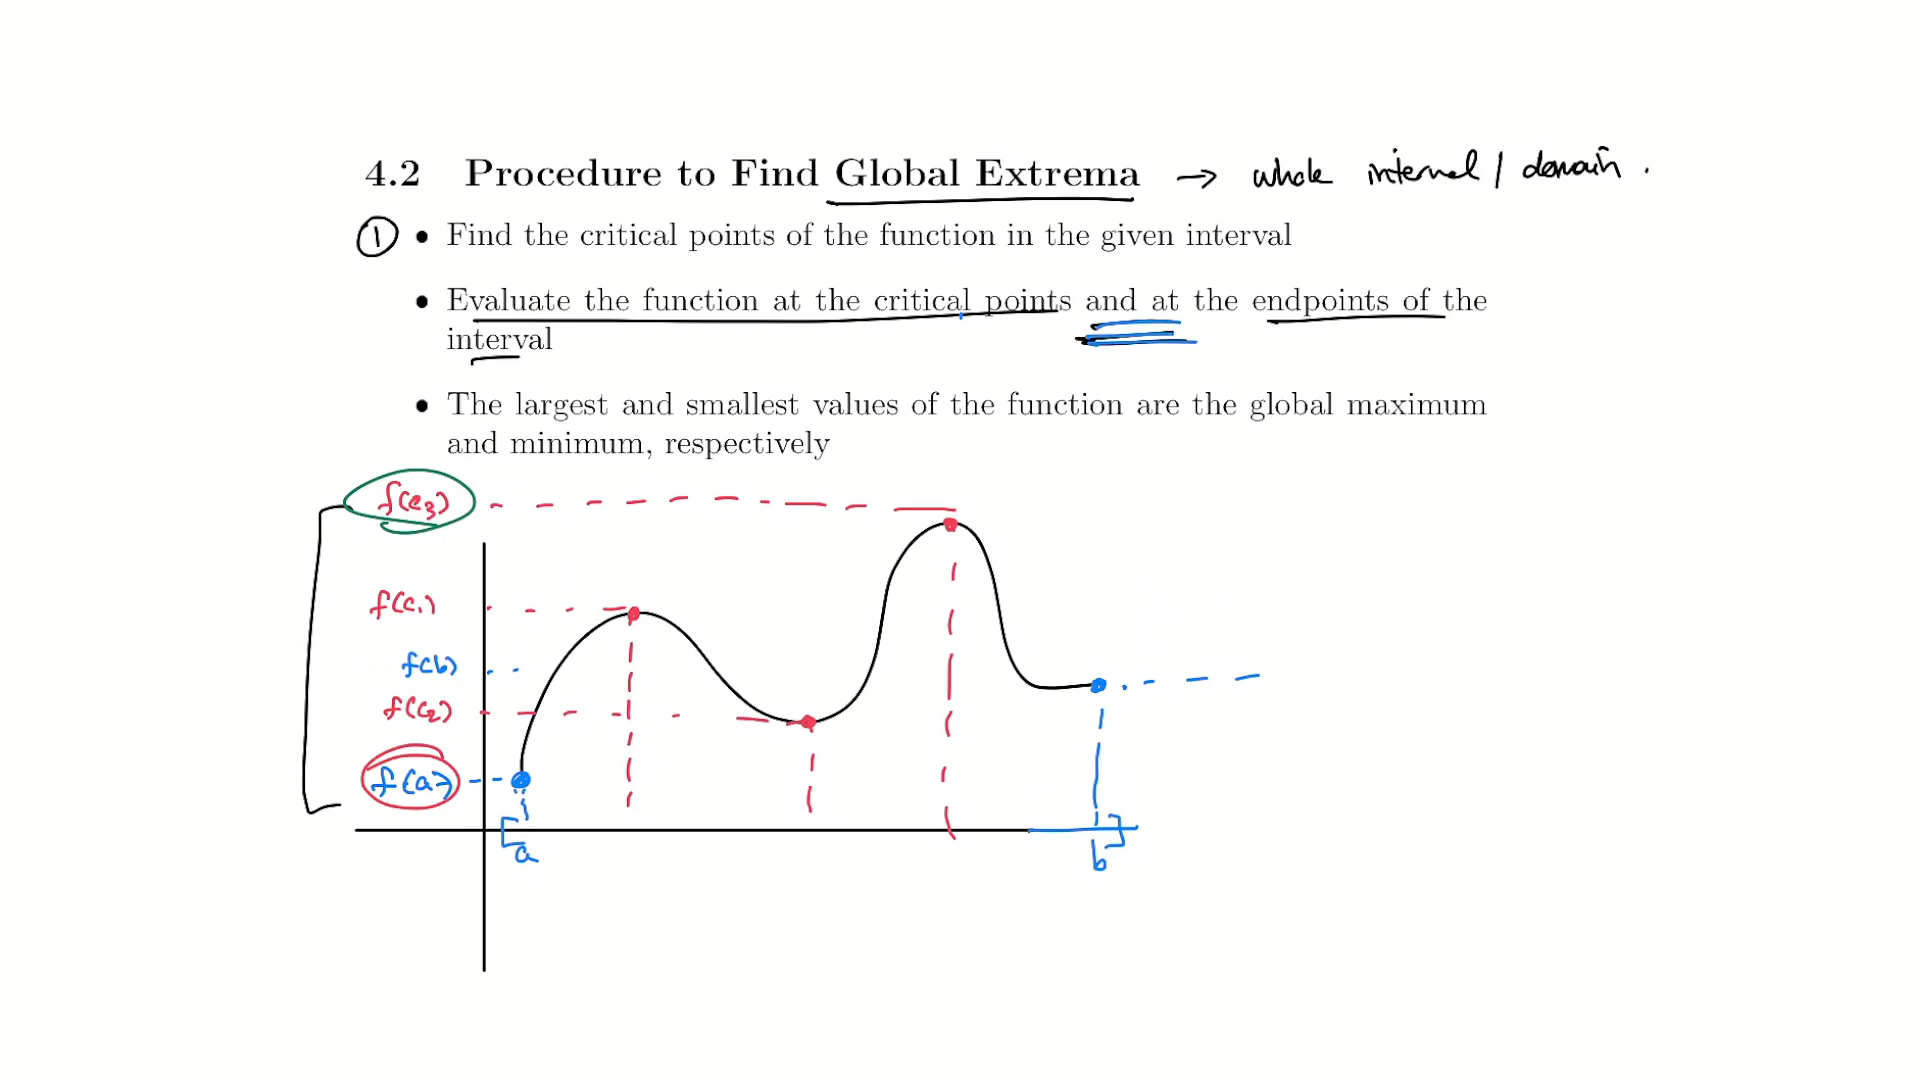 4.2 Procedure to Find Global Extrema → whole interval / domain.
① • Find the critical points of the function in the given interval
• Evaluate the function at the critical points and at the endpoints of the
interval
• The largest and smallest values of the function are the global maximum
and minimum, respectively
f(c3)
f(c1)
f(b)
f(c2)
f(a)
[ a
b ]